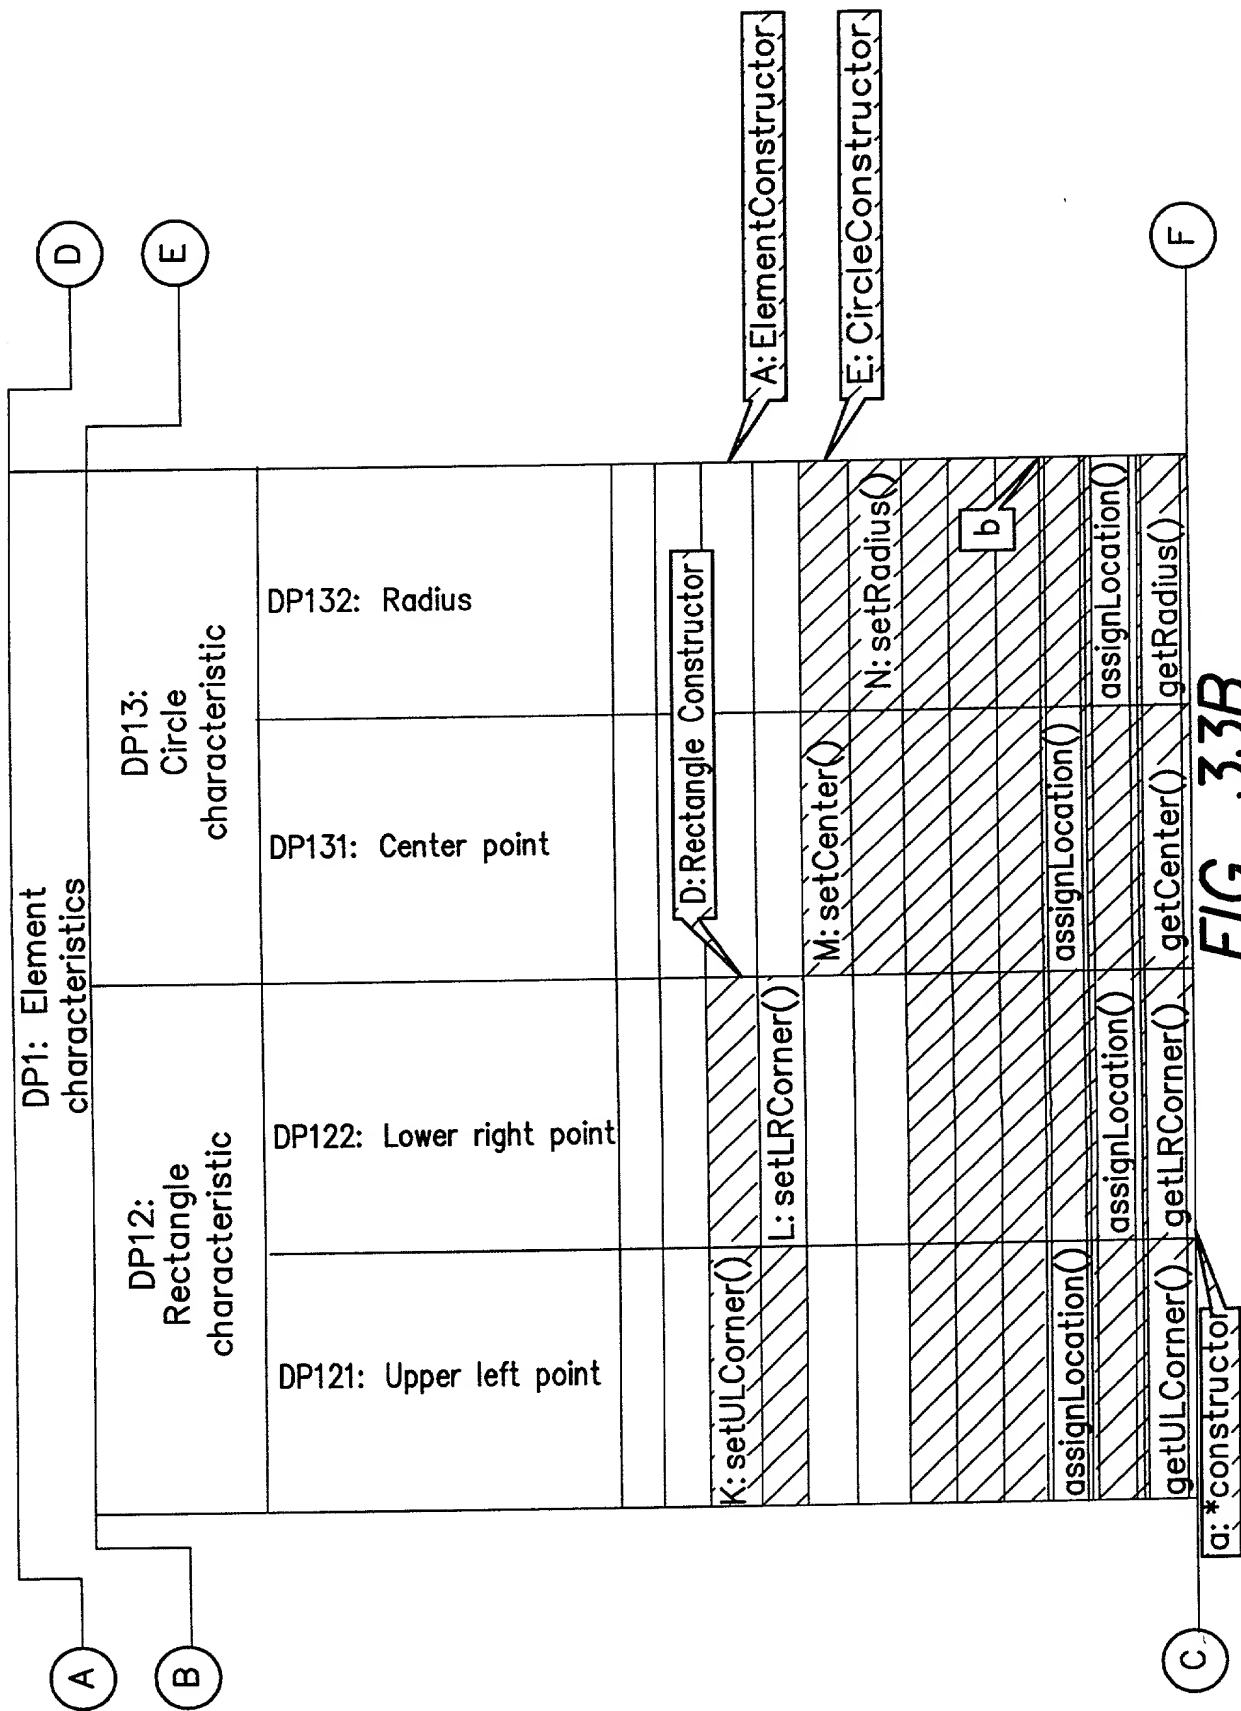 A
B
C
D
E
F
DP1: Element
characteristics
DP12:
Rectangle
characteristic
DP13:
Circle
characteristic
DP121: Upper left point
DP122: Lower right point
DP131: Center point
DP132: Radius
D:Rectangle Constructor
A:ElementConstructor
K:setULCorner()
L:setLRCorner()
M:setCenter()
E:CircleConstructor
N:setRadius()
b
assignLocation()
assignLocation()
assignLocation()
assignLocation()
getULCorner()
getLRCorner()
getCenter()
getRadius()
a:*constructor
FIG. 33B